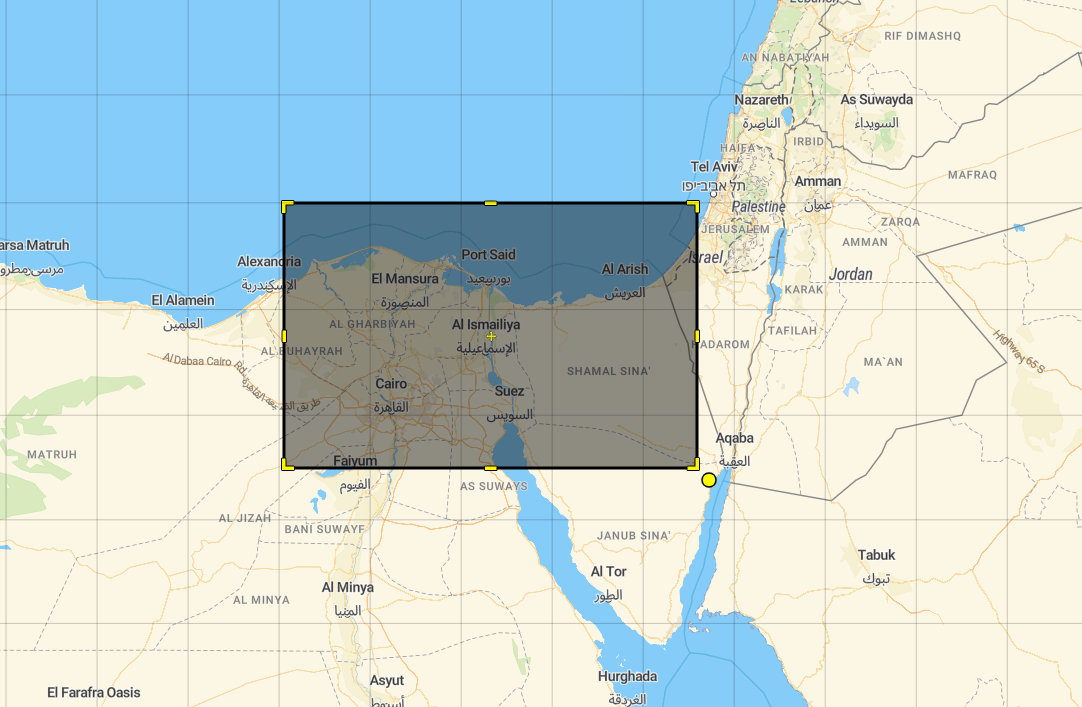 Lebanon
RIF DIMASHQ
AN NABATIYAH
Nazareth
الناصرة
As Suwayda
السويداء
IRBID
HAIFA
Tel Aviv
תל אביב-יפו
Amman
عمان
MAFRAQ
Palestine
ZARQA
JERUSALEM
AMMAN
arsa Matruh
مرسى مطرو
Alexandria
الإسكندرية
Port Said
بورسعيد
Israel
El Mansura
المنصورة
Al Arish
العريش
Jordan
KARAK
El Alamein
العلمين
AL GHARBIYAH
Al Ismailiya
الإسماعيلية
TAFILAH
HADAROM
AL BUHAYRAH
Al Dabaa Cairo Rd.
MA`AN
Highway 65 S
SHAMAL SINA'
Cairo
القاهرة
Suez
السويس
Aqaba
العقبة
MATRUH
Faiyum
الفيوم
AS SUWAYS
AL JIZAH
BANI SUWAYF
JANUB SINA'
Tabuk
تبوك
Al Tor
الطور
Al Minya
المنيا
AL MINYA
Hurghada
الغردقة
Asyut
أسيوط
El Farafra Oasis